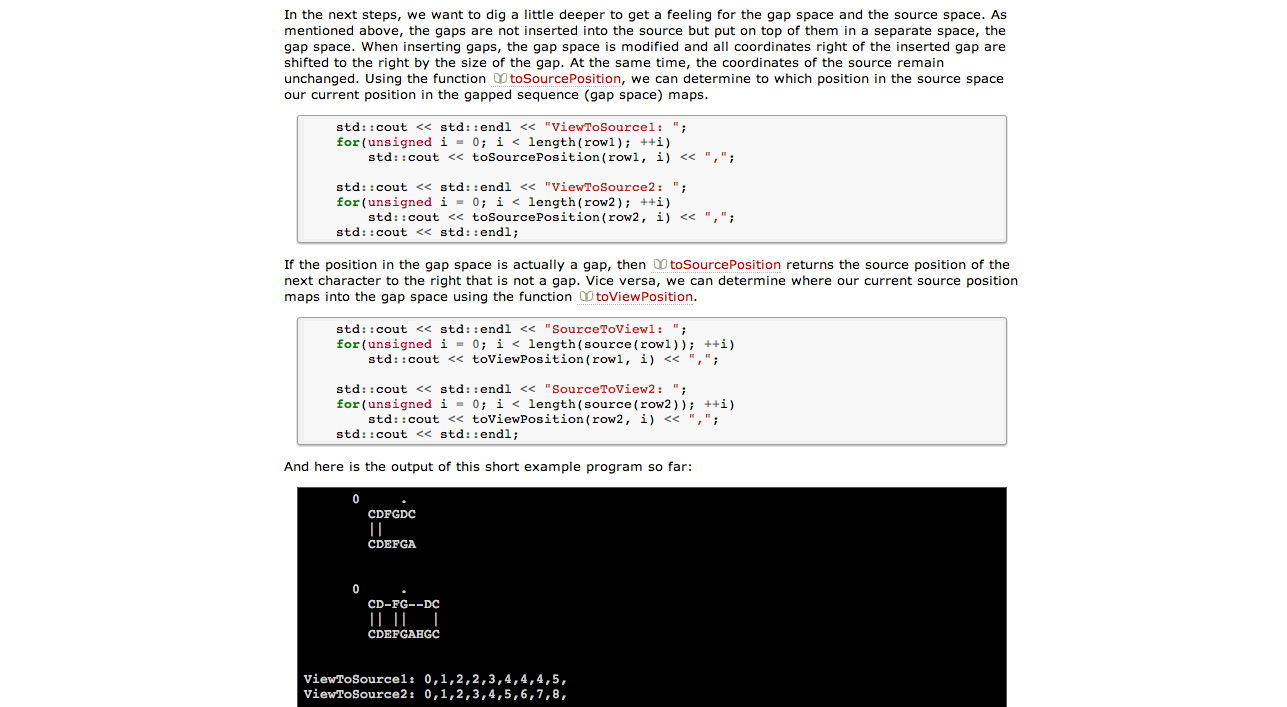 In the next steps, we want to dig a little deeper to get a feeling for the gap space and the source space. As
mentioned above, the gaps are not inserted into the source but put on top of them in a separate space, the
gap space. When inserting gaps, the gap space is modified and all coordinates right of the inserted gap are
shifted to the right by the size of the gap. At the same time, the coordinates of the source remain
unchanged. Using the function toSourcePosition, we can determine to which position in the source space
our current position in the gapped sequence (gap space) maps.
std::cout << std::endl << "ViewToSource1: ";
for(unsigned i = 0; i < length(row1); ++i)
std::cout << toSourcePosition(row1, i) << ",";
std::cout << std::endl << "ViewToSource2: ";
for(unsigned i = 0; i < length(row2); ++i)
std::cout << toSourcePosition(row2, i) << ",";
std::cout << std::endl;
If the position in the gap space is actually a gap, then toSourcePosition returns the source position of the
next character to the right that is not a gap. Vice versa, we can determine where our current source position
maps into the gap space using the function toViewPosition.
std::cout << std::endl << "SourceToView1: ";
for(unsigned i = 0; i < length(source(row1)); ++i)
std::cout << toViewPosition(row1, i) << ",";
std::cout << std::endl << "SourceToView2: ";
for(unsigned i = 0; i < length(source(row2)); ++i)
std::cout << toViewPosition(row2, i) << ",";
std::cout << std::endl;
And here is the output of this short example program so far:
0     .
CDFGDC
||
CDEFGA
0     .
CD-FG--DC
|| ||   |
CDEFGAHGC
ViewToSource1: 0,1,2,2,3,4,4,4,5,
ViewToSource2: 0,1,2,3,4,5,6,7,8,